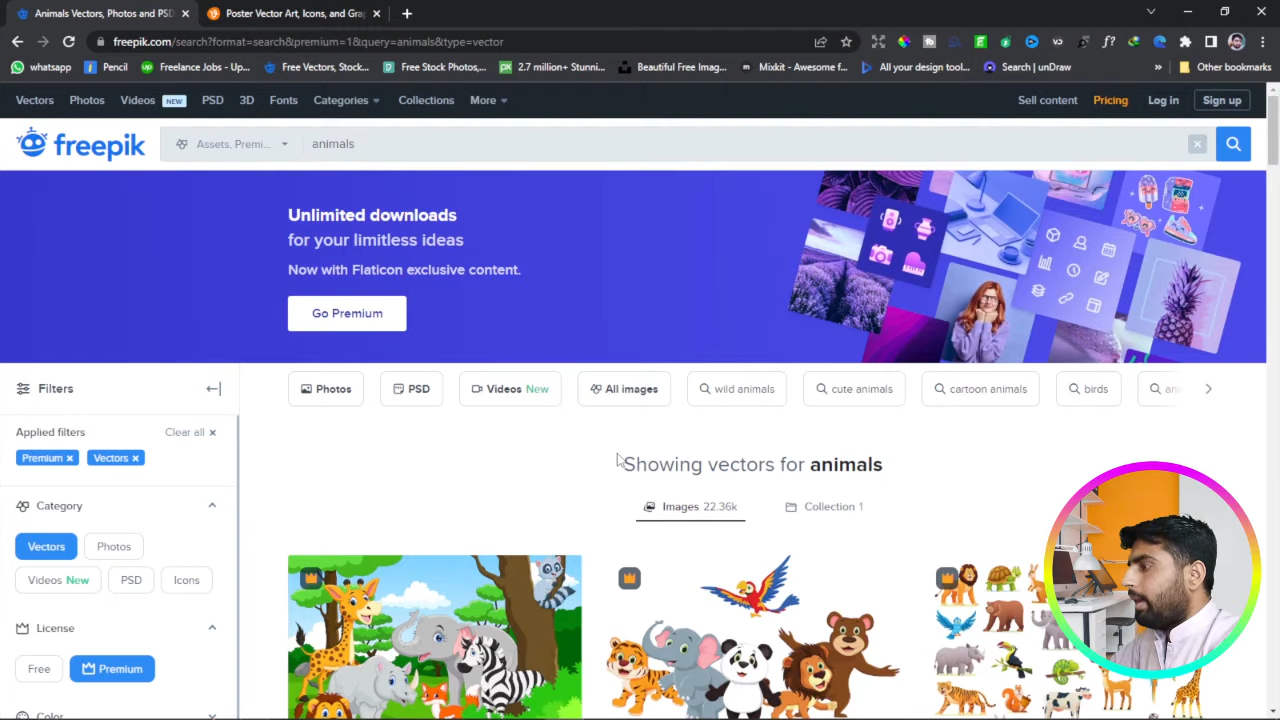 Animals Vectors, Photos and PSD
Poster Vector Art, Icons, and Gra
freepik.com/search?format=search&premium=1&query=animals&type=vector
whatsapp
Pencil
Freelance Jobs - Up...
Free Vectors, Stock...
Free Stock Photos,...
2.7 million+ Stunni...
Beautiful Free Imag...
Mixkit - Awesome f...
All your design tool...
Search | unDraw
»
Other bookmarks
Vectors
Photos
Videos NEW
PSD
3D
Fonts
Categories
Collections
More
Sell content
Pricing
Log in
Sign up
freepik
Assets, Premi...
animals
Unlimited downloads
for your limitless ideas
Now with Flaticon exclusive content.
Go Premium
Filters
Photos
PSD
Videos New
All images
wild animals
cute animals
cartoon animals
birds
Applied filters
Clear all
Premium
Vectors
Showing vectors for animals
Images 22.36k
Collection 1
Category
Vectors
Photos
Videos New
PSD
Icons
License
Free
Premium
Color